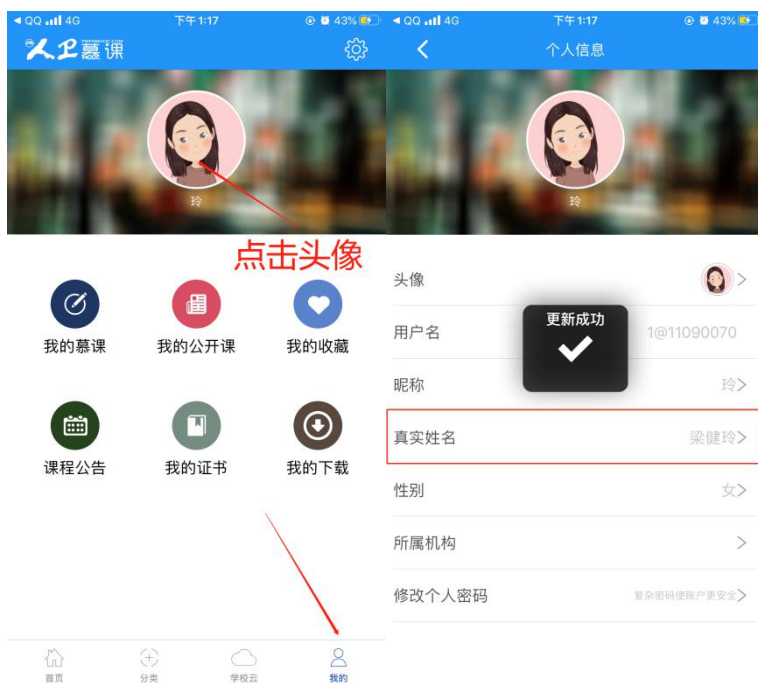 QQ 4G 下午1:17 43%
人卫慕课
玲
点击头像
我的慕课 我的公开课 我的收藏
课程公告 我的证书 我的下载
首页 分类 学校云 我的
QQ 4G 下午1:17 43%
个人信息
玲
头像
更新成功
用户名 1@11090070
昵称 玲
真实姓名 梁健玲
性别 女
所属机构
修改个人密码 复杂密码使账户更安全